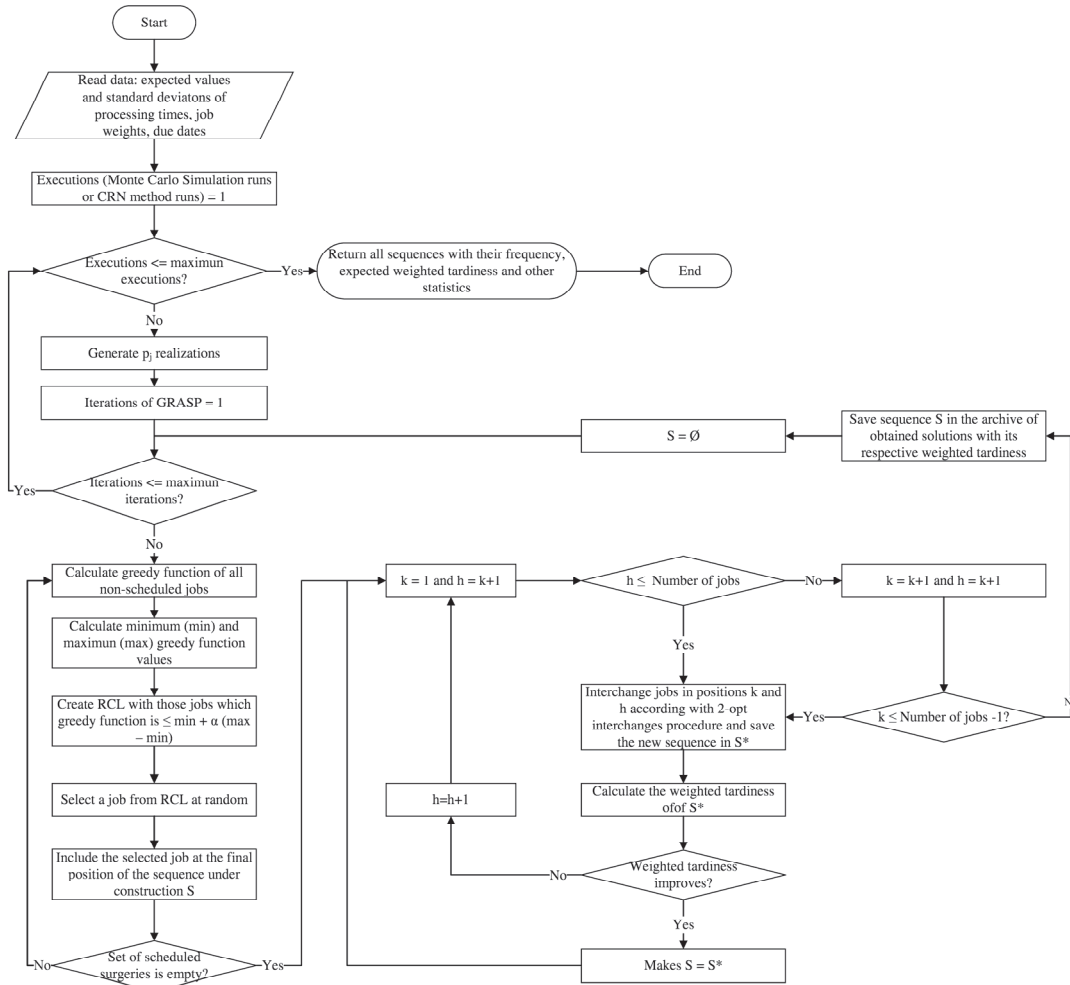 Start
Read data: expected values
and standard deviatons of
processing times, job
weights, due dates
Executions (Monte Carlo Simulation runs
or CRN method runs) = 1
Executions <= maximun
executions?
Yes
Return all sequences with their frequency,
expected weighted tardiness and other
statistics
End
No
Generate pj realizations
Iterations of GRASP = 1
S = Ø
Save sequence S in the archive of
obtained solutions with its
respective weighted tardiness
Iterations <= maximun
iterations?
Yes
No
Calculate greedy function of all
non-scheduled jobs
Calculate minimum (min) and
maximun (max) greedy function
values
Create RCL with those jobs which
greedy function is ≤ min + α (max
– min)
Select a job from RCL at random
Include the selected job at the final
position of the sequence under
construction S
Set of scheduled
surgeries is empty?
No
Yes
k = 1 and h = k+1
h ≤ Number of jobs
No
k = k+1 and h = k+1
Yes
Interchange jobs in positions k and
h according with 2-opt
interchanges procedure and save
the new sequence in S*
Yes
k ≤ Number of jobs -1?
h=h+1
Calculate the weighted tardiness
ofof S*
Weighted tardiness
improves?
No
Yes
Makes S = S*